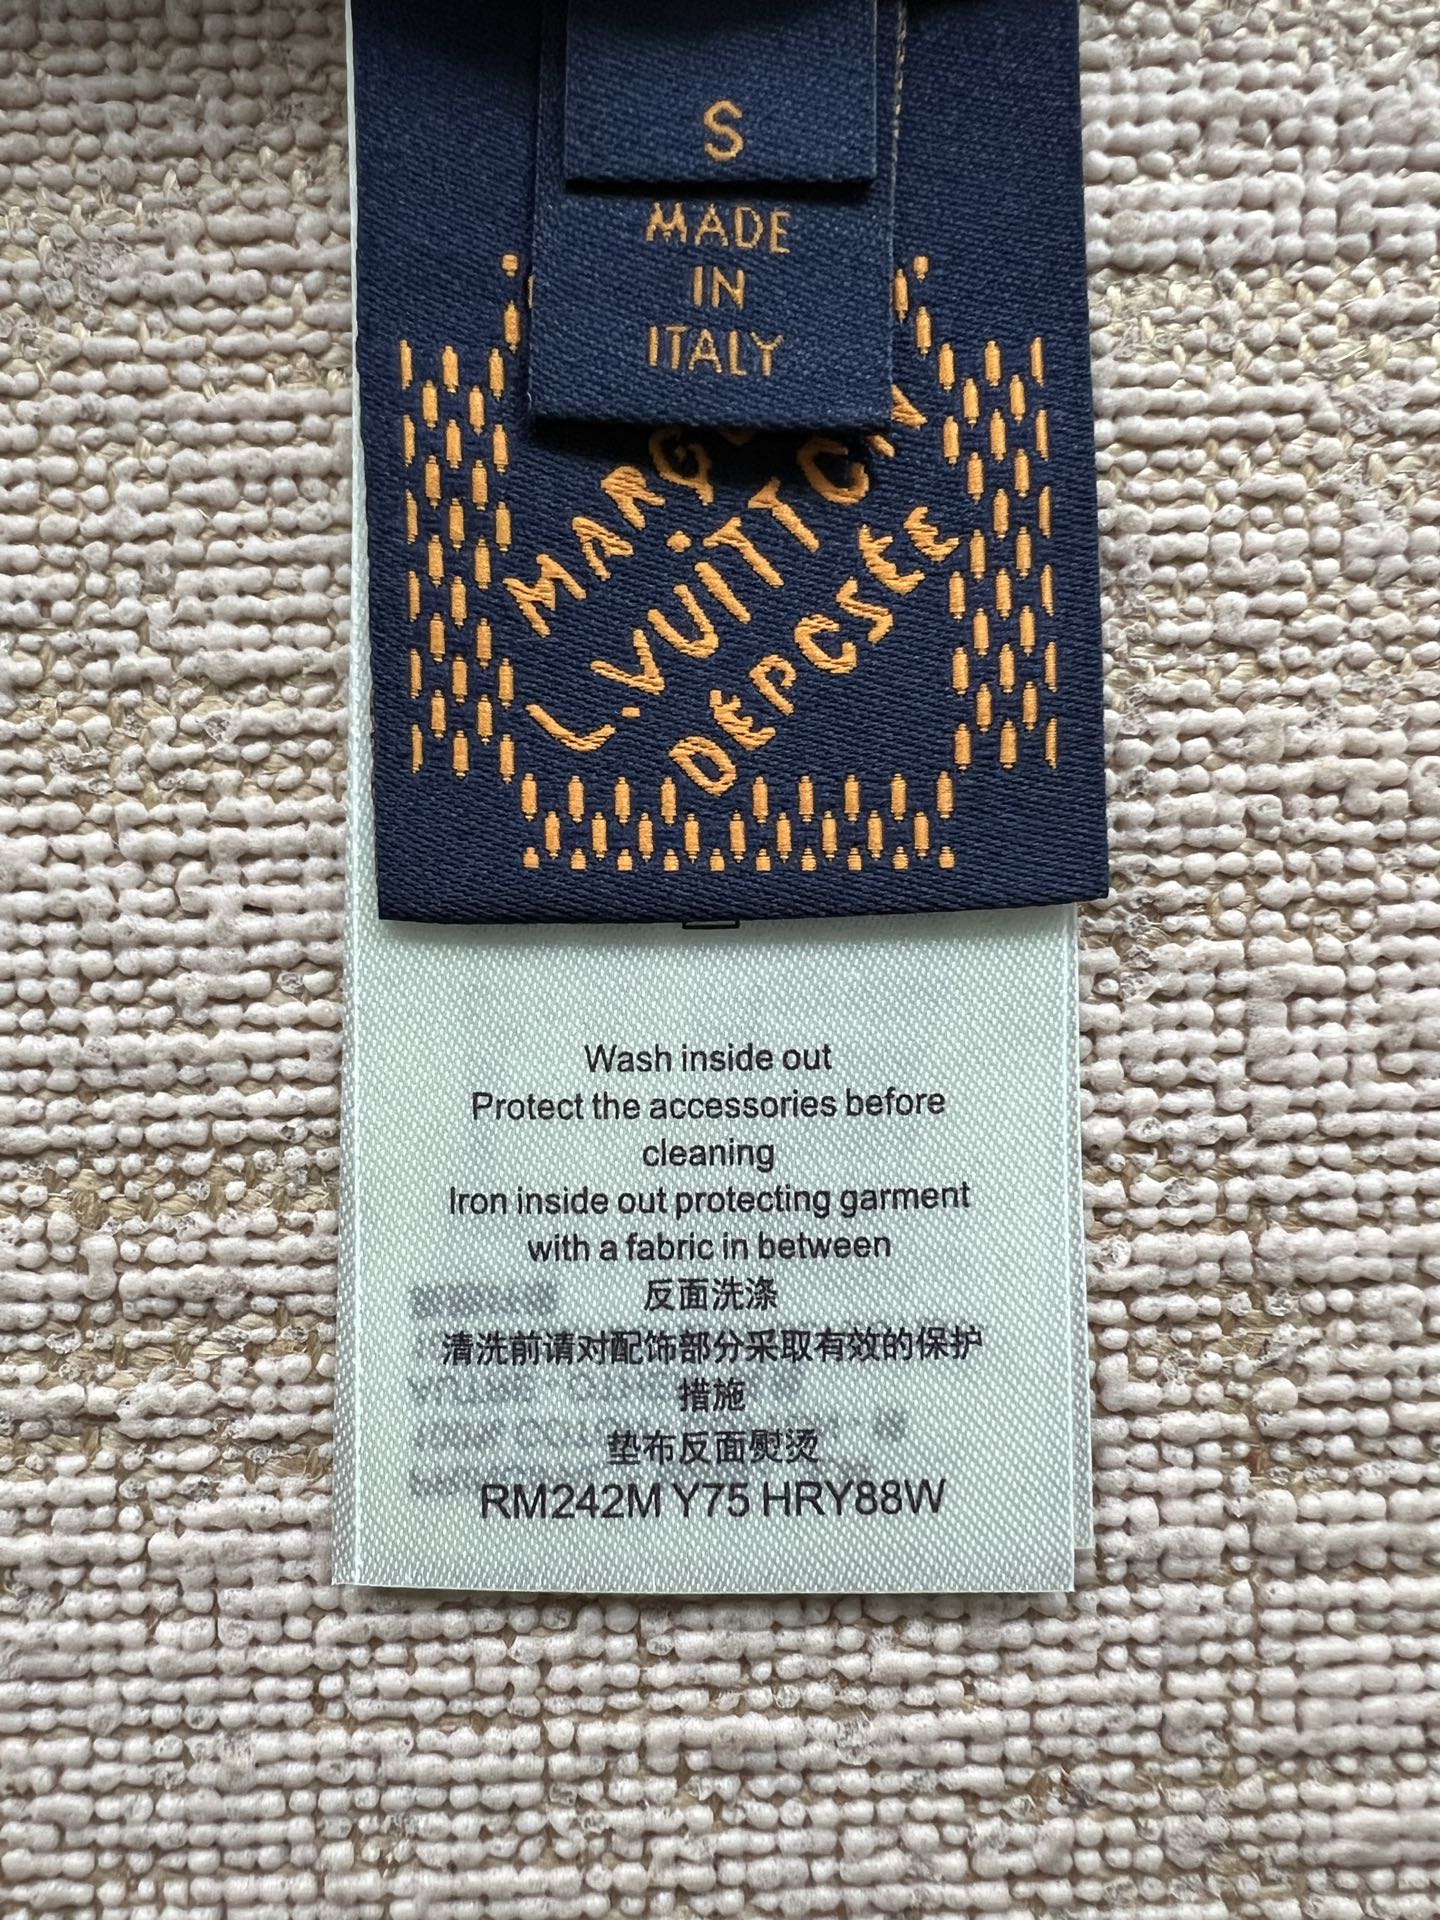 S
MADE
IN
ITALY
MARQ
L.VUiTTON
DÉPCSÉE
Wash inside out
Protect the accessories before
cleaning
Iron inside out protecting garment
with a fabric in between
反面洗涤
清洗前请对配饰部分采取有效的保护
措施
垫布反面熨烫
RM242M Y75 HRY88W